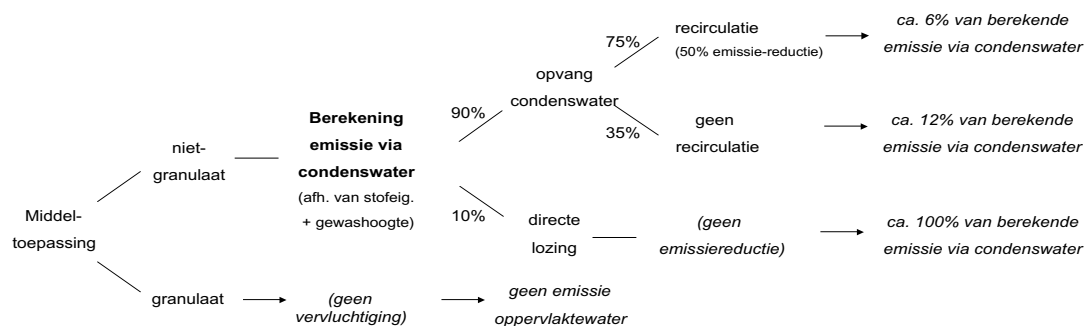 Middel-
toepassing
niet-
granulaat
Berekening
emissie via
condenswater
(afh. van stofeig.
+ gewashoogte)
90%
opvang
condenswater
75%
recirculatie
(50% emissie-reductie)
ca. 6% van berekende
emissie via condenswater
35%
geen
recirculatie
ca. 12% van berekende
emissie via condenswater
10%
directe
lozing
(geen
emissiereductie)
ca. 100% van berekende
emissie via condenswater
granulaat
(geen
vervluchtiging)
geen emissie
oppervlaktewater